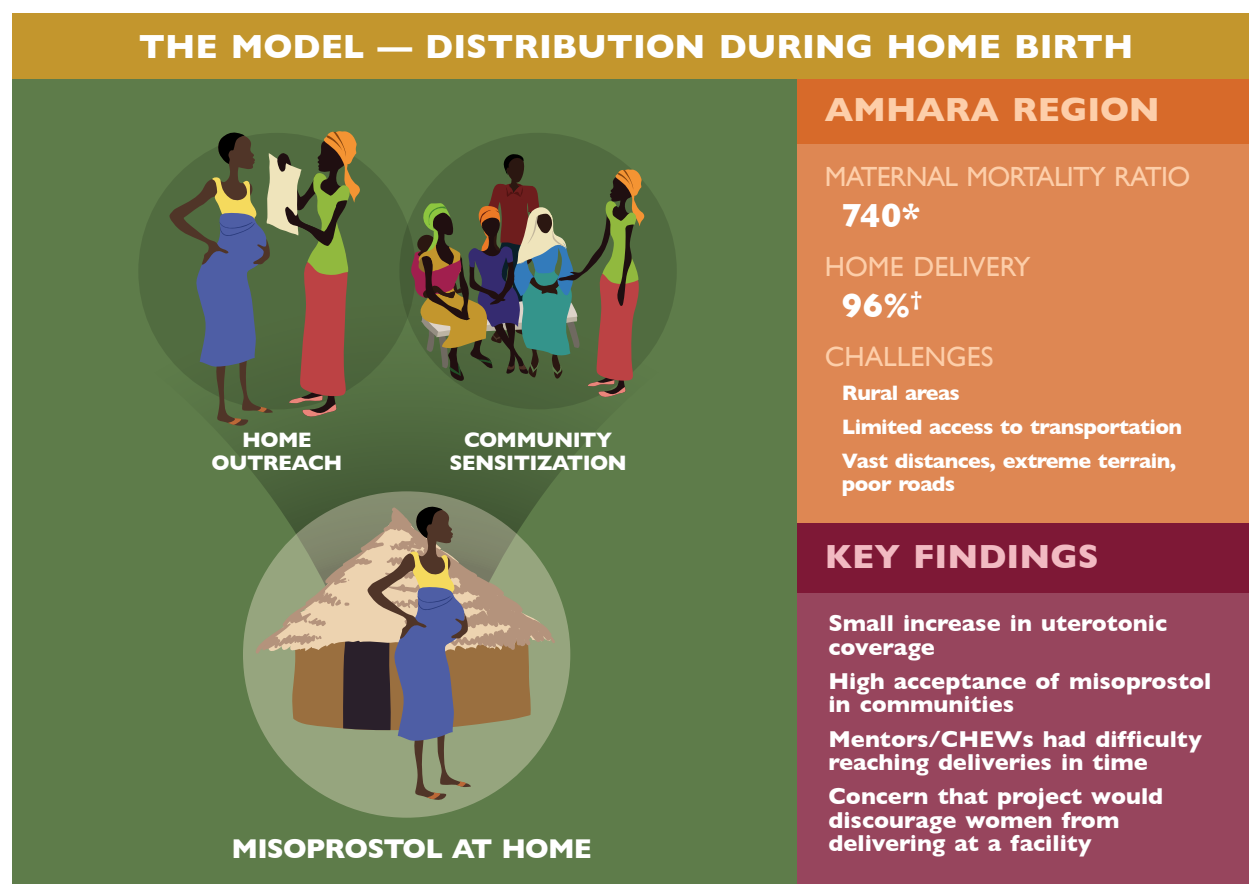 THE MODEL — DISTRIBUTION DURING HOME BIRTH
HOME
OUTREACH
COMMUNITY
SENSITIZATION
MISOPROSTOL AT HOME
AMHARA REGION
MATERNAL MORTALITY RATIO
740*
HOME DELIVERY
96%†
CHALLENGES
Rural areas
Limited access to transportation
Vast distances, extreme terrain,
poor roads
KEY FINDINGS
Small increase in uterotonic
coverage
High acceptance of misoprostol
in communities
Mentors/CHEWs had difficulty
reaching deliveries in time
Concern that project would
discourage women from
delivering at a facility